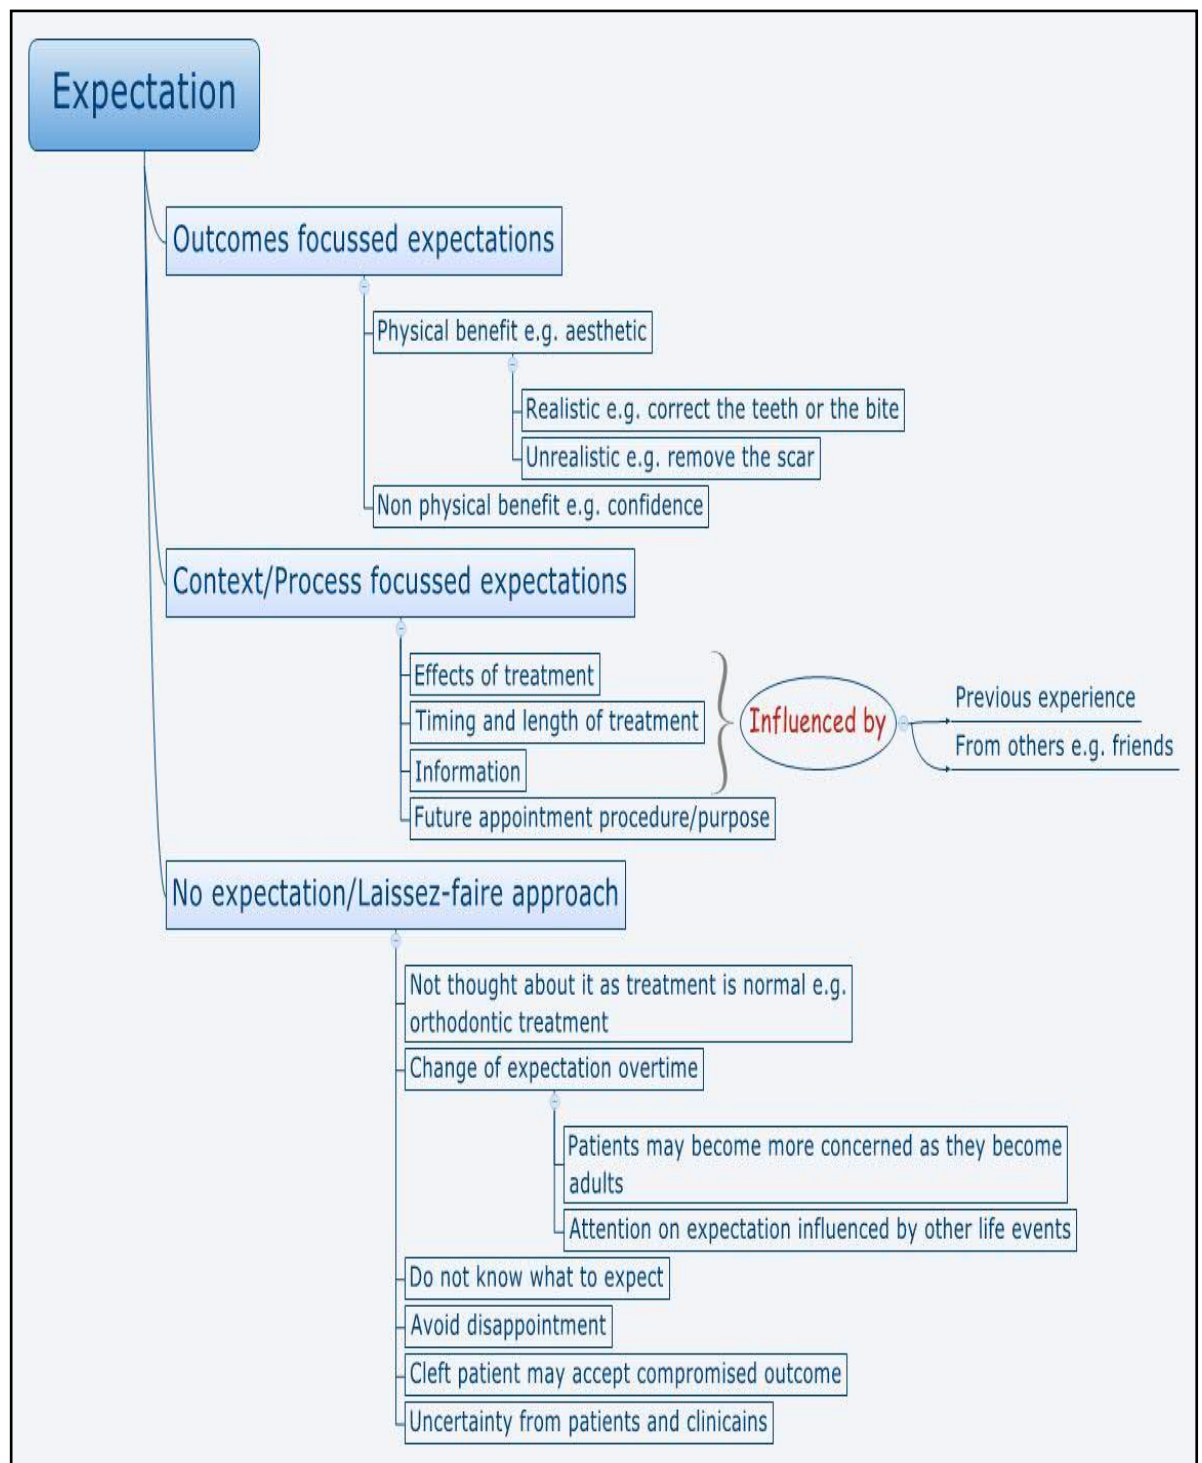 Expectation
Outcomes focussed expectations
Physical benefit e.g. aesthetic
Realistic e.g. correct the teeth or the bite
Unrealistic e.g. remove the scar
Non physical benefit e.g. confidence
Context/Process focussed expectations
Effects of treatment
Timing and length of treatment
Information
Future appointment procedure/purpose
Influenced by
Previous experience
From others e.g. friends
No expectation/Laissez-faire approach
Not thought about it as treatment is normal e.g.
orthodontic treatment
Change of expectation overtime
Patients may become more concerned as they become
adults
Attention on expectation influenced by other life events
Do not know what to expect
Avoid disappointment
Cleft patient may accept compromised outcome
Uncertainty from patients and clinicains